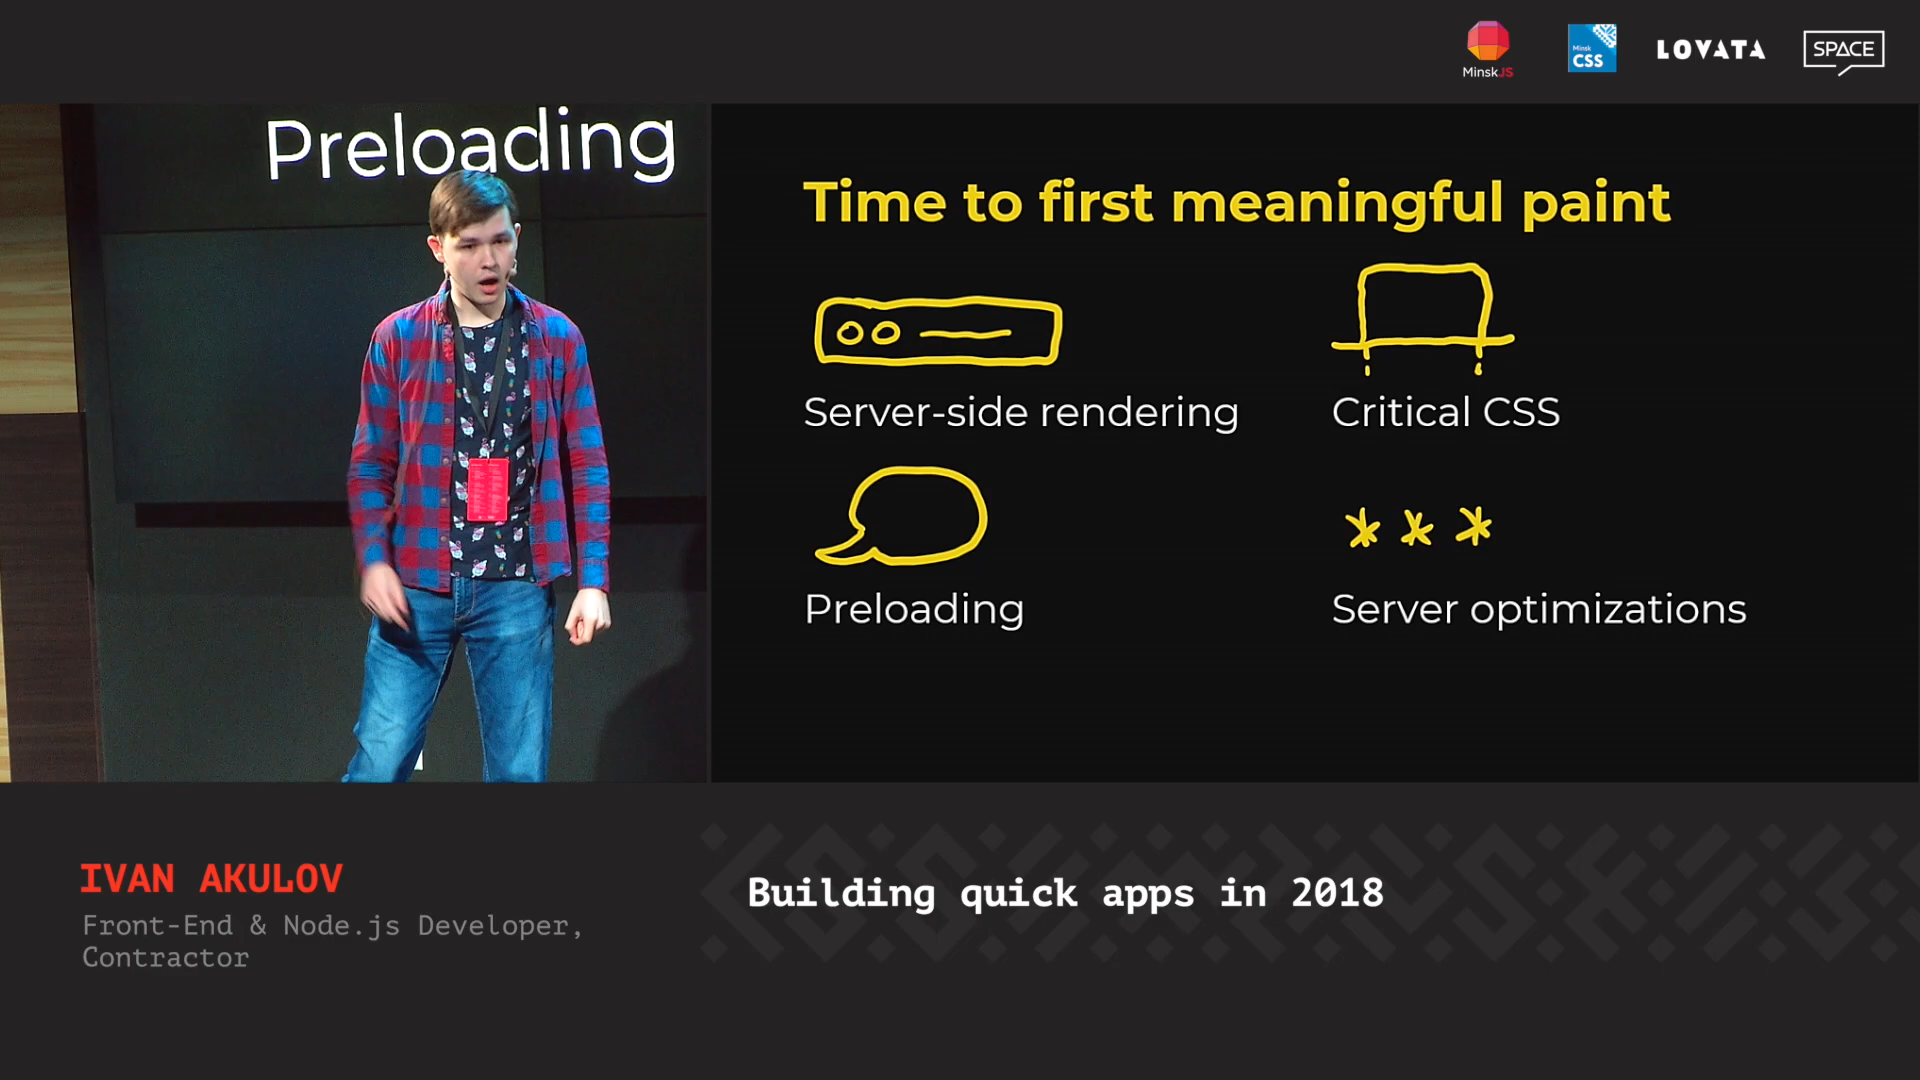 MinskJS
Minsk
CSS
LOVATA
SPACE
Preloading
Time to first meaningful paint
Server-side rendering
Critical CSS
Preloading
* * *
Server optimizations
IVAN AKULOV
Front-End & Node.js Developer,
Contractor
Building quick apps in 2018